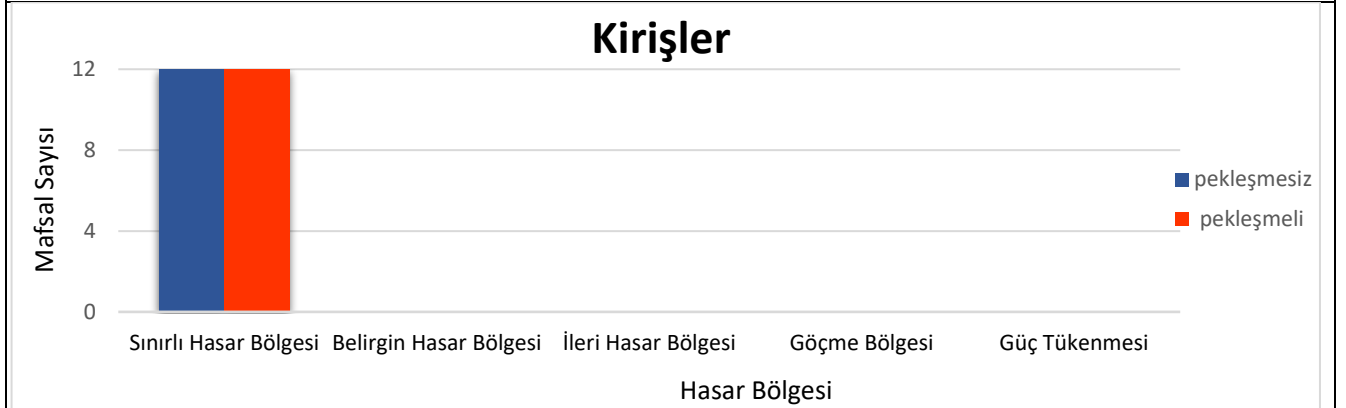 Kirişler
12
8
4
0
Mafsal Sayısı
Sınırlı Hasar Bölgesi Belirgin Hasar Bölgesi İleri Hasar Bölgesi Göçme Bölgesi Güç Tükenmesi
Hasar Bölgesi
pekleşmesiz
pekleşmeli